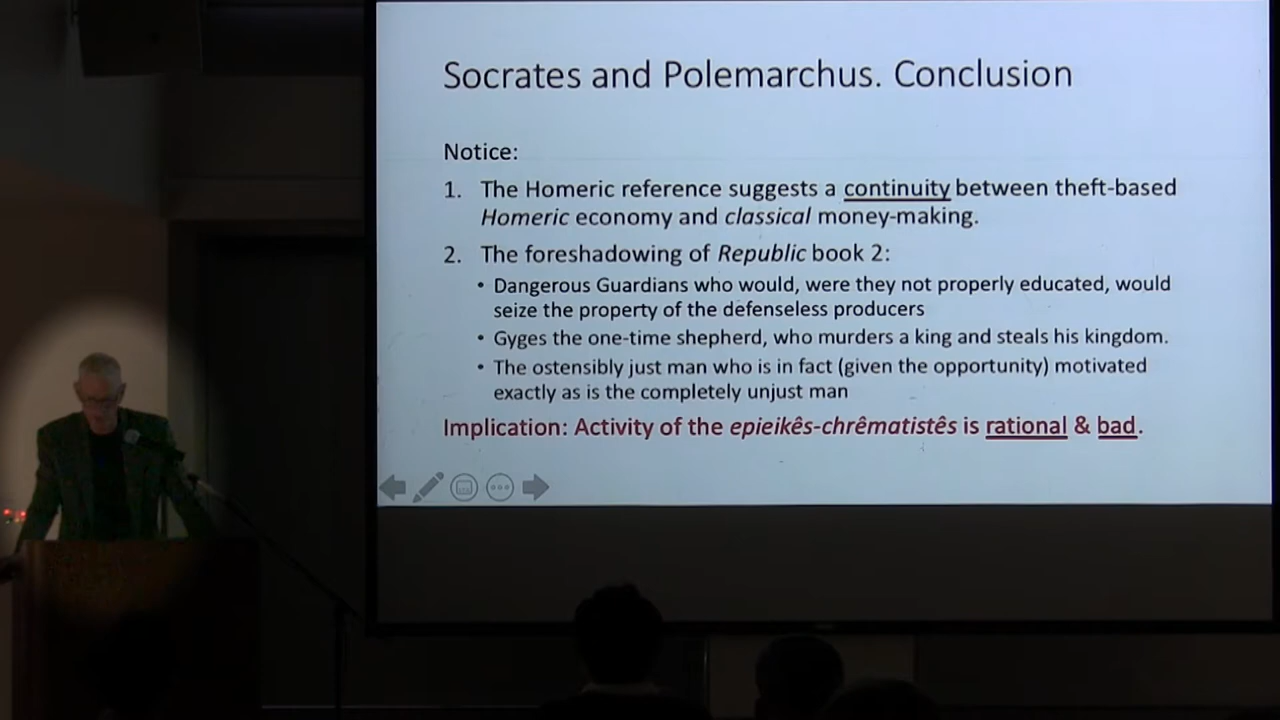 Socrates and Polemarchus. Conclusion
Notice:
1. The Homeric reference suggests a continuity between theft-based
Homeric economy and classical money-making.
2. The foreshadowing of Republic book 2:
• Dangerous Guardians who would, were they not properly educated, would
seize the property of the defenseless producers
• Gyges the one-time shepherd, who murders a king and steals his kingdom.
• The ostensibly just man who is in fact (given the opportunity) motivated
exactly as is the completely unjust man
Implication: Activity of the epieikês-chrêmatistês is rational & bad.